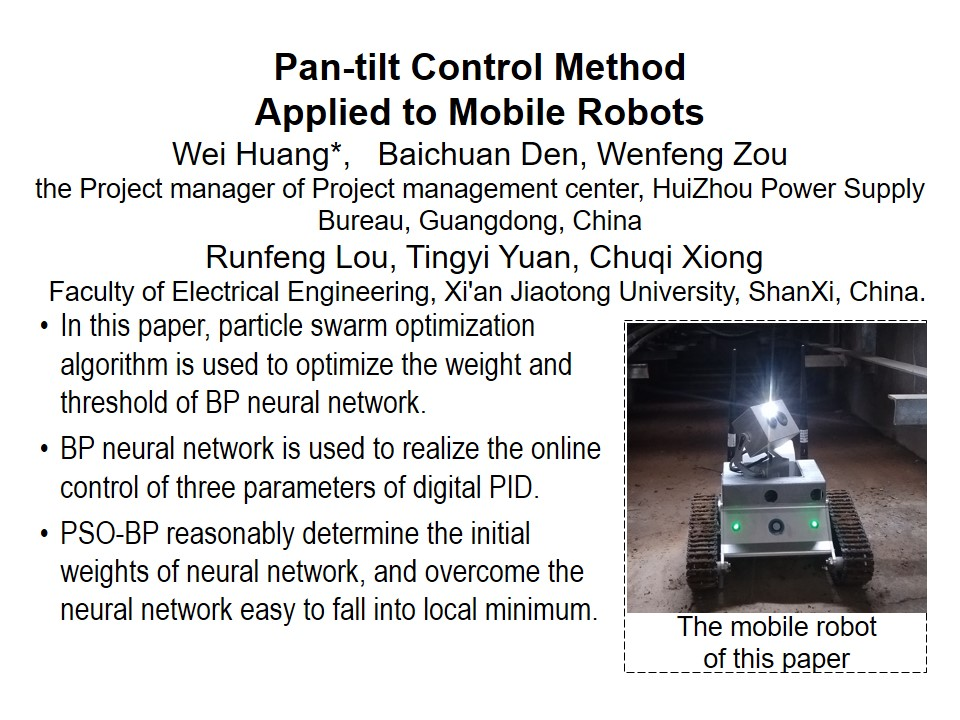 Pan-tilt Control Method
Applied to Mobile Robots
Wei Huang*, Baichuan Den, Wenfeng Zou
the Project manager of Project management center, HuiZhou Power Supply
Bureau, Guangdong, China
Runfeng Lou, Tingyi Yuan, Chuqi Xiong
Faculty of Electrical Engineering, Xi'an Jiaotong University, ShanXi, China.
• In this paper, particle swarm optimization
algorithm is used to optimize the weight and
threshold of BP neural network.
• BP neural network is used to realize the online
control of three parameters of digital PID.
• PSO-BP reasonably determine the initial
weights of neural network, and overcome the
neural network easy to fall into local minimum.
The mobile robot
of this paper